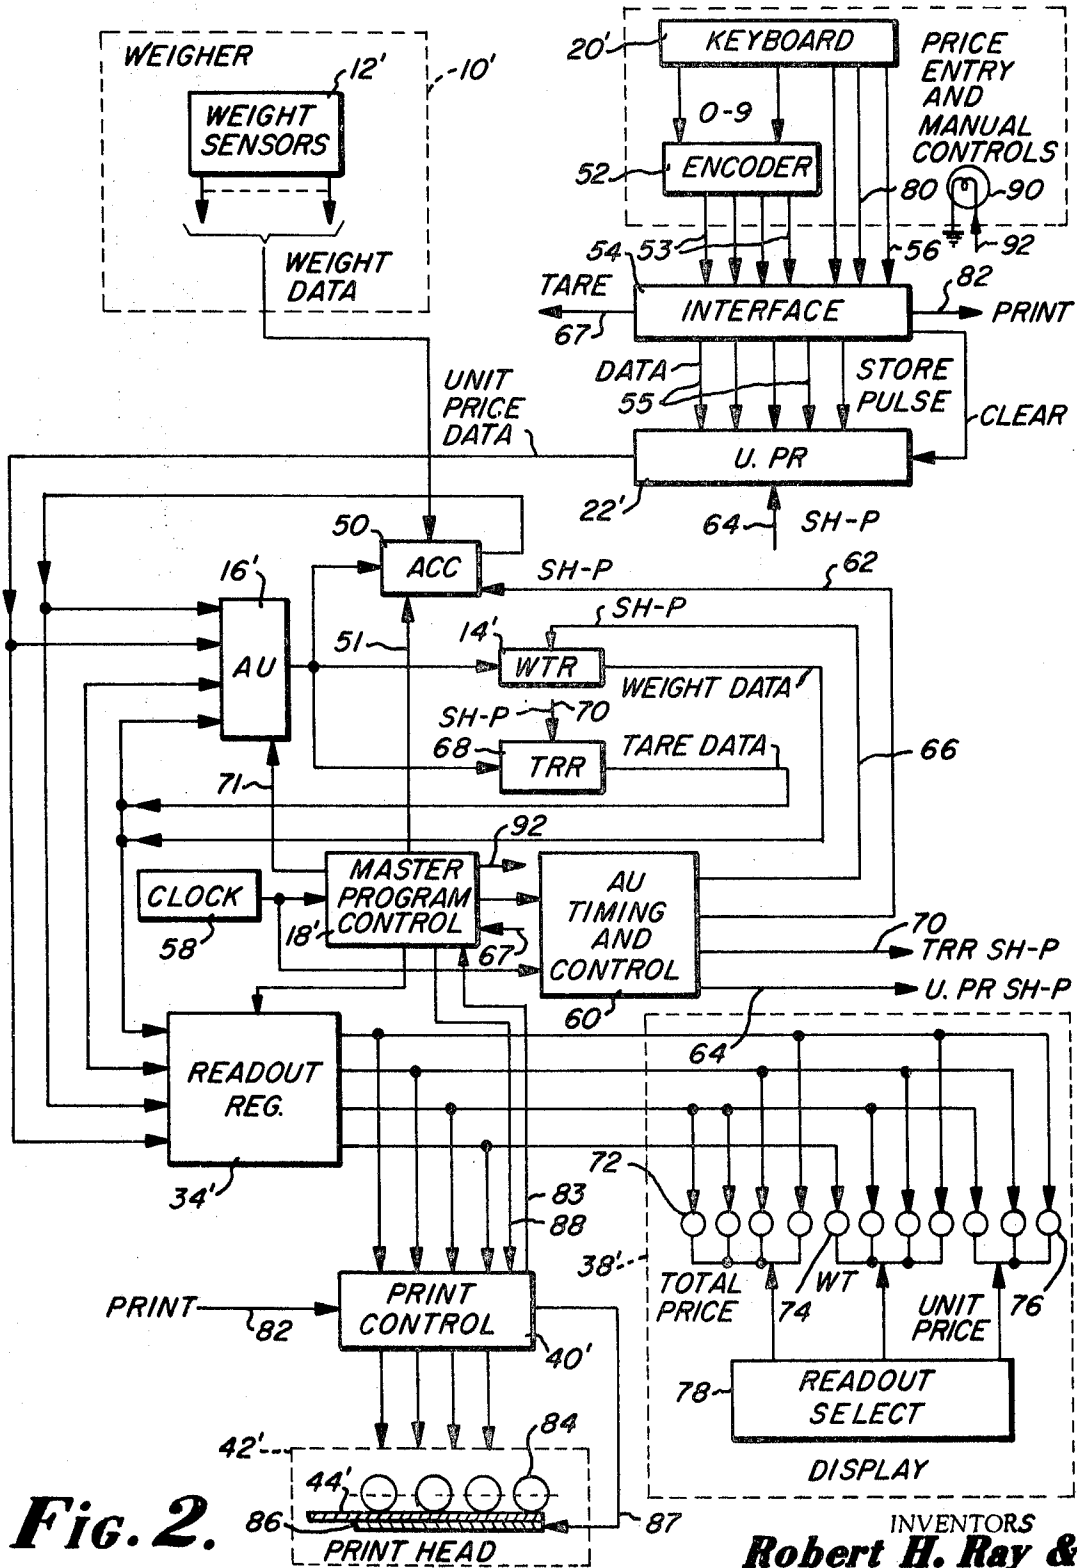 WEIGHER
12'
10'
WEIGHT
SENSORS
WEIGHT
DATA
20'
KEYBOARD
PRICE
ENTRY
AND
MANUAL
CONTROLS
0-9
52
ENCODER
80
90
54
53
56
92
TARE
67
INTERFACE
82
PRINT
DATA
55
STORE
PULSE
CLEAR
UNIT
PRICE
DATA
U. PR
22'
64
SH-P
50
ACC
SH-P
62
16'
AU
51
14'
SH-P
WTR
WEIGHT DATA
SH-P
70
68
TRR
TARE DATA
66
71
92
CLOCK
58
MASTER
PROGRAM
CONTROL
18'
67
AU
TIMING
AND
CONTROL
60
70
TRR SH-P
U. PR SH-P
64
READOUT
REG.
34'
72
83
88
38'
TOTAL
PRICE
74
WT
UNIT
PRICE
76
PRINT
82
PRINT
CONTROL
40'
78
READOUT
SELECT
DISPLAY
42'
84
44'
86
87
PRINT HEAD
FIG. 2.
INVENTORS
Robert H. Ray &